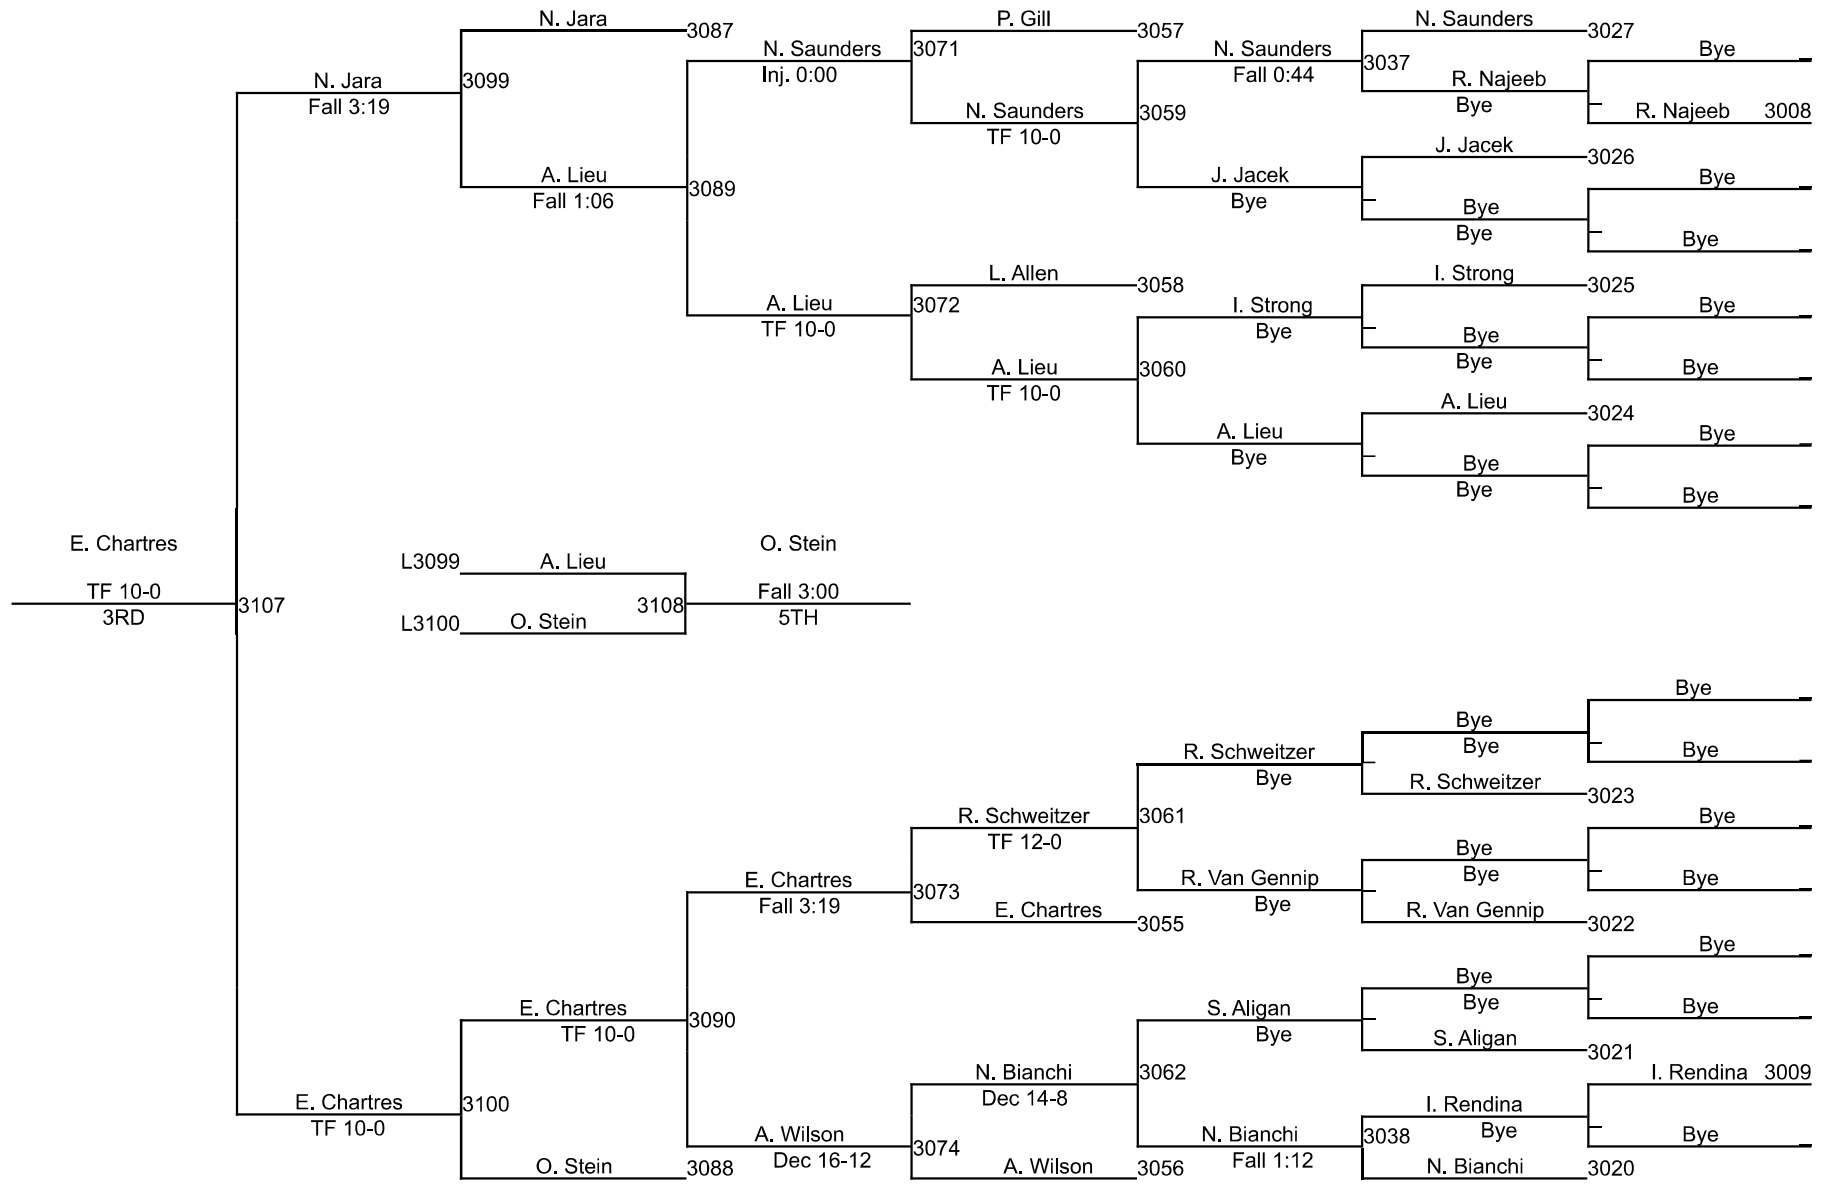 N. Jara
3087
P. Gill
3057
N. Saunders
3027
N. Saunders
Inj. 0:00
3071
N. Saunders
Fall 0:44
3037
Bye
N. Jara
Fall 3:19
3099
R. Najeeb
Bye
N. Saunders
TF 10-0
3059
R. Najeeb 3008
J. Jacek
3026
A. Lieu
Fall 1:06
3089
J. Jacek
Bye
Bye
Bye
Bye
Bye
L. Allen
3058
I. Strong
3025
A. Lieu
TF 10-0
3072
I. Strong
Bye
Bye
Bye
Bye
A. Lieu
TF 10-0
3060
Bye
A. Lieu
3024
A. Lieu
Bye
Bye
Bye
Bye
Bye
E. Chartres
TF 10-0
3RD
3107
L3099
A. Lieu
L3100
O. Stein
3108
O. Stein
Fall 3:00
5TH
Bye
Bye
Bye
R. Schweitzer
Bye
Bye
R. Schweitzer
3023
R. Schweitzer
TF 12-0
3061
Bye
Bye
Bye
E. Chartres
Fall 3:19
3073
R. Van Gennip
Bye
Bye
E. Chartres
3055
R. Van Gennip
3022
Bye
Bye
Bye
E. Chartres
TF 10-0
3090
S. Aligan
Bye
Bye
S. Aligan
3021
N. Bianchi
Dec 14-8
3062
I. Rendina 3009
E. Chartres
TF 10-0
3100
I. Rendina
Bye
A. Wilson
Dec 16-12
3074
N. Bianchi
Fall 1:12
3038
Bye
O. Stein
3088
A. Wilson
3056
N. Bianchi
3020